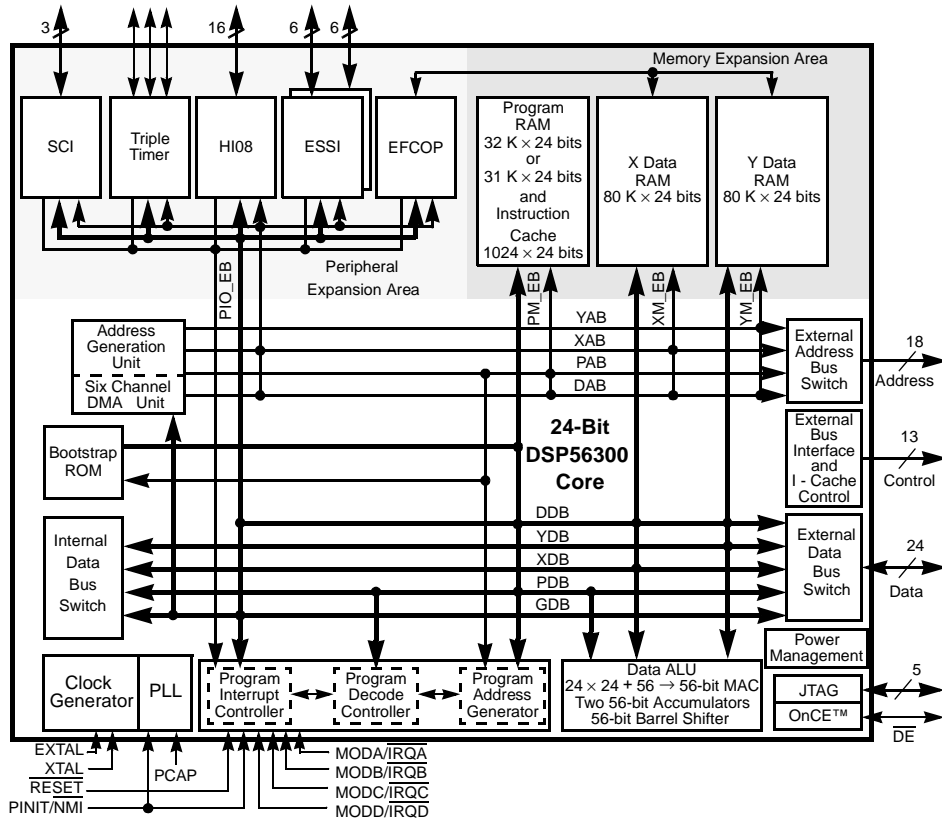 3
16
6
6
Memory Expansion Area
SCI
Triple
Timer
HI08
ESSI
EFCOP
Program
RAM
32 K × 24 bits
or
31 K × 24 bits
and
Instruction
Cache
1024 × 24 bits
X Data
RAM
80 K × 24 bits
Y Data
RAM
80 K × 24 bits
Peripheral
Expansion Area
PIO_EB
PM_EB
XM_EB
YM_EB
Address
Generation
Unit
Six Channel
DMA Unit
YAB
XAB
PAB
DAB
External
Address
Bus
Switch
18
Address
Bootstrap
ROM
24-Bit
DSP56300
Core
External
Bus
Interface
and
I - Cache
Control
13
Control
Internal
Data
Bus
Switch
DDB
YDB
XDB
PDB
GDB
External
Data
Bus
Switch
24
Data
Power
Management
Clock
Generator
PLL
Program
Interrupt
Controller
Program
Decode
Controller
Program
Address
Generator
Data ALU
24 × 24 + 56 → 56-bit MAC
Two 56-bit Accumulators
56-bit Barrel Shifter
JTAG
OnCE™
5
DE
EXTAL
XTAL
RESET
PINIT/NMI
PCAP
MODA/IRQA
MODB/IRQB
MODC/IRQC
MODD/IRQD